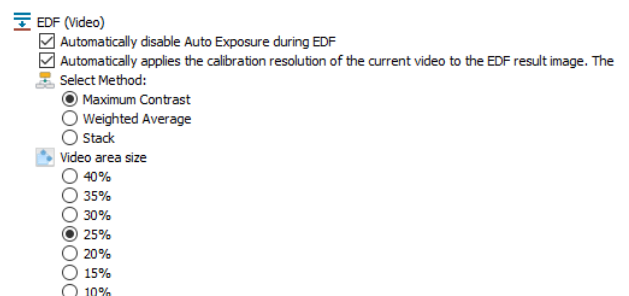 EDF (Video)
Automatically disable Auto Exposure during EDF
Automatically applies the calibration resolution of the current video to the EDF result image. The
Select Method:
Maximum Contrast
Weighted Average
Stack
Video area size
40%
35%
30%
25%
20%
15%
10%